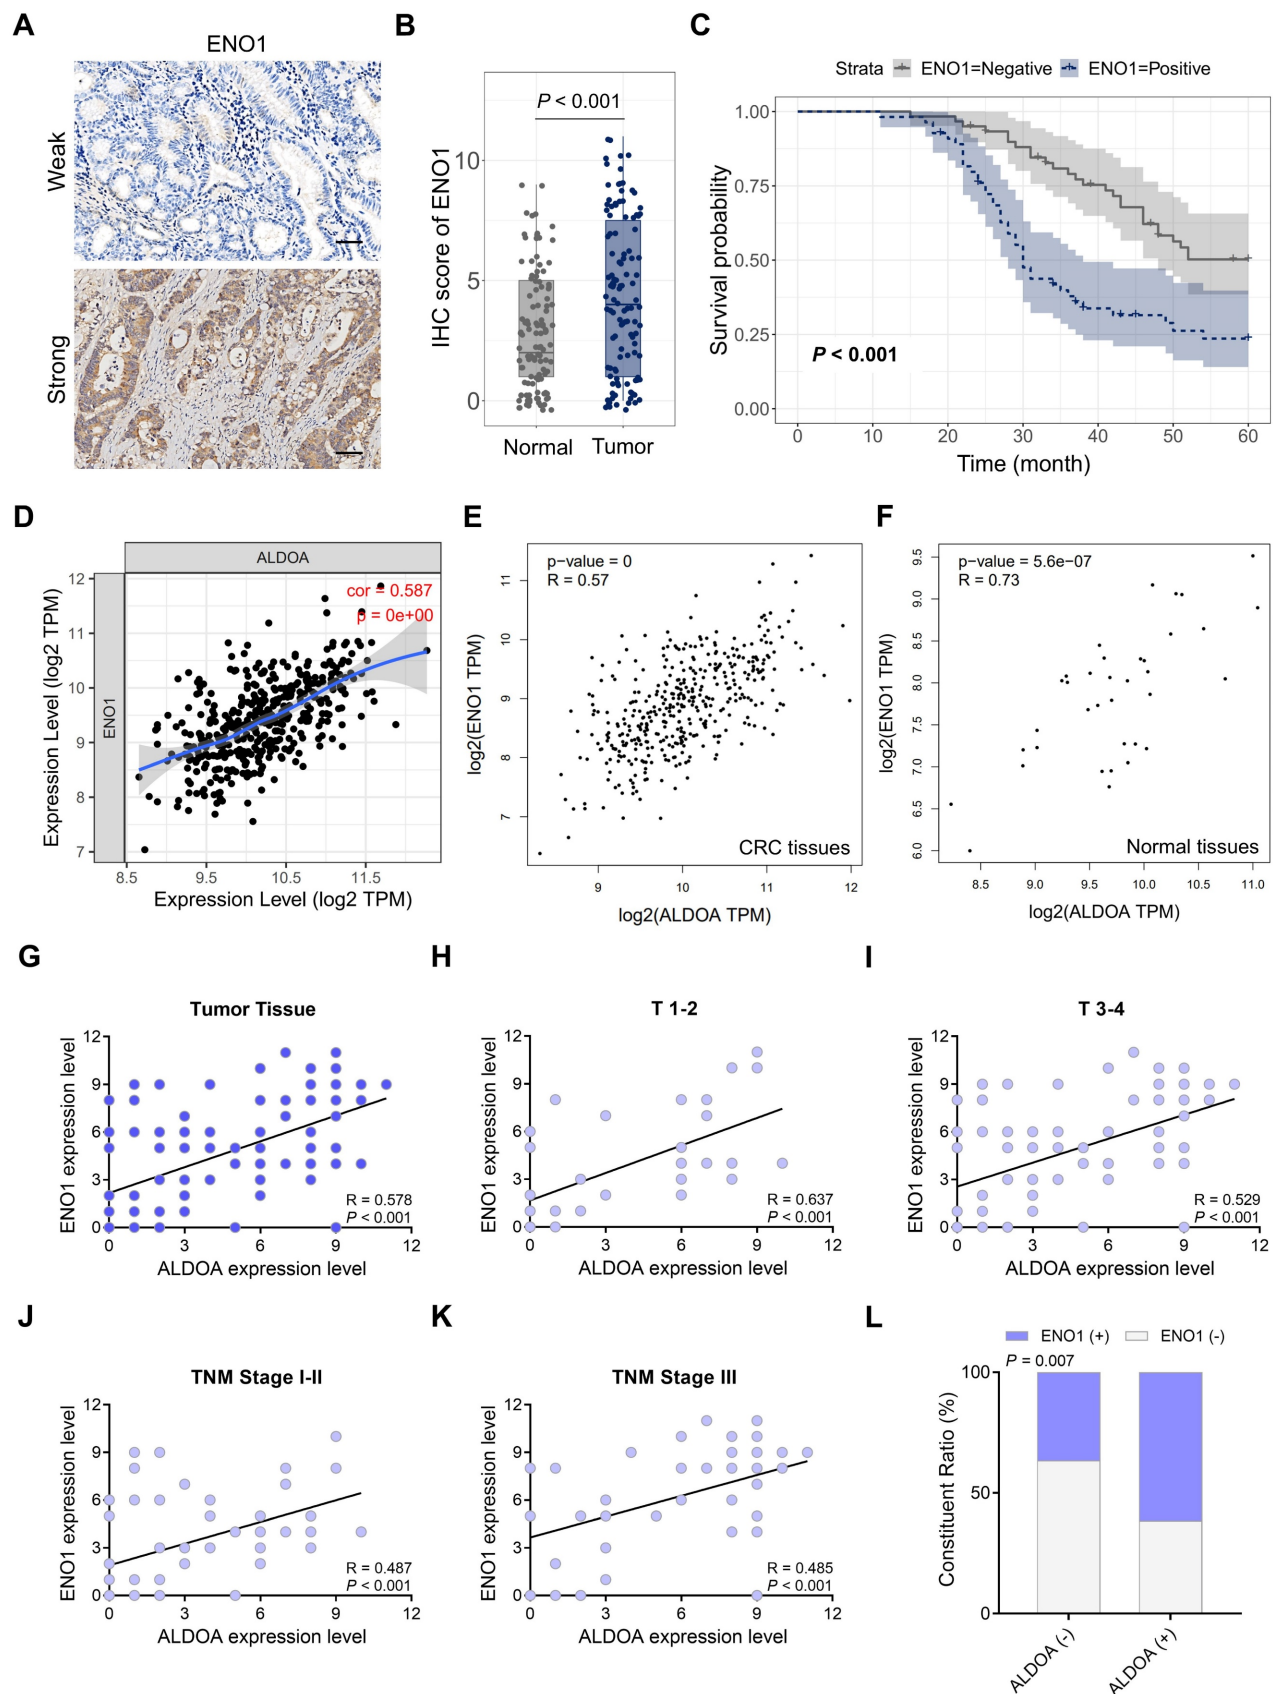 A
ENO1
Weak
Strong
B
IHC score of ENO1
P < 0.001
10
5
0
Normal
Tumor
C
Strata
ENO1=Negative
ENO1=Positive
Survival probability
1.00
0.75
0.50
0.25
0.00
P < 0.001
0
10
20
30
40
50
60
Time (month)
D
ALDOA
ENO1
Expression Level (log2 TPM)
12
11
10
9
8
7
cor = 0.587
p = 0e+00
8.5
9.5
10.5
11.5
Expression Level (log2 TPM)
E
log2(ENO1 TPM)
11
10
9
8
7
p-value = 0
R = 0.57
CRC tissues
9
10
11
12
log2(ALDOA TPM)
F
log2(ENO1 TPM)
9.5
9.0
8.5
8.0
7.5
7.0
6.5
6.0
p-value = 5.6e-07
R = 0.73
Normal tissues
8.5
9.0
9.5
10.0
10.5
11.0
log2(ALDOA TPM)
G
Tumor Tissue
ENO1 expression level
12
9
6
3
0
R = 0.578
P < 0.001
0
3
6
9
12
ALDOA expression level
H
T 1-2
ENO1 expression level
12
9
6
3
0
R = 0.637
P < 0.001
0
3
6
9
12
ALDOA expression level
I
T 3-4
ENO1 expression level
12
9
6
3
0
R = 0.529
P < 0.001
0
3
6
9
12
ALDOA expression level
J
TNM Stage I-II
ENO1 expression level
12
9
6
3
0
R = 0.487
P < 0.001
0
3
6
9
12
ALDOA expression level
K
TNM Stage III
ENO1 expression level
12
9
6
3
0
R = 0.485
P < 0.001
0
3
6
9
12
ALDOA expression level
L
ENO1 (+)
ENO1 (-)
P = 0.007
Constituent Ratio (%)
100
50
0
ALDOA (-)
ALDOA (+)